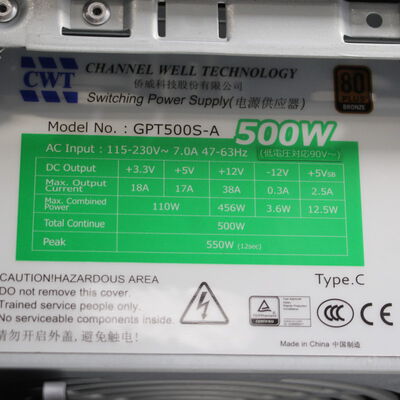 CWT
CHANNEL WELL TECHNOLOGY
侨威科技股份有限公司
80
PLUS
BRONZE
Switching Power Supply(电源供应器)
Model No. : GPT500S-A
500W
AC Input : 115-230V~ 7.0A 47-63Hz
(低電圧対応90V~)
DC Output +3.3V +5V +12V -12V +5VSB
Max. Output Current 18A 17A 38A 0.3A 2.5A
Max. Combined Power 110W 456W 3.6W 12.5W
Total Continue 500W
Peak 550W (12sec)
CAUTION!HAZARDOUS AREA
DO not remove this cover.
Trained service people only.
No serviceable components inside.
请勿开启外盖,避免触电!
Type.C
CERTIFIED
Made in China 中国制造